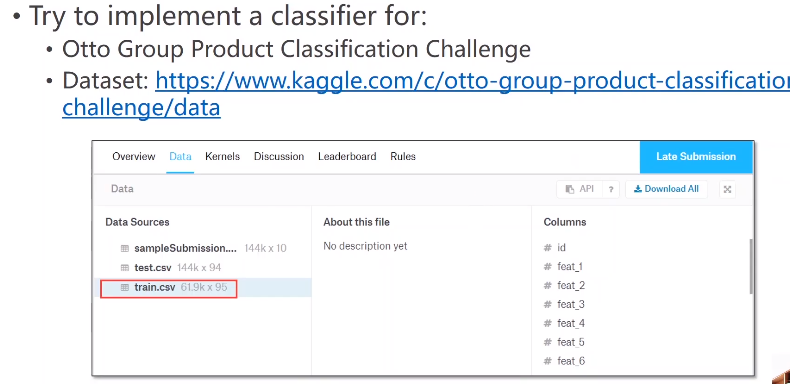 • Try to implement a classifier for:
• Otto Group Product Classification Challenge
• Dataset: https://www.kaggle.com/c/otto-group-product-classification
challenge/data
Overview Data Kernels Discussion Leaderboard Rules Late Submission
Data API ? Download All
Data Sources
sampleSubmission.... 144k x 10
test.csv 144k x 94
train.csv 61.9k x 95
About this file
No description yet
Columns
# id
# feat_1
# feat_2
# feat_3
# feat_4
# feat_5
# feat_6